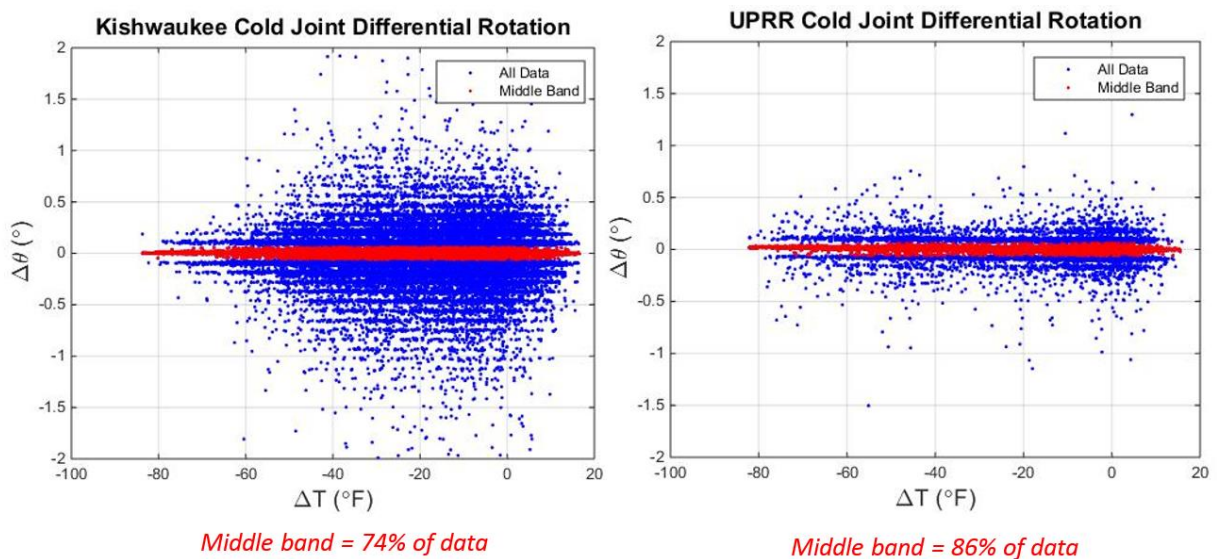 Kishwaukee Cold Joint Differential Rotation
All Data
Middle Band
2
1.5
1
0.5
0
-0.5
-1
-1.5
-2
Δθ (°)
-100
-80
-60
-40
-20
0
20
ΔT (°F)
Middle band = 74% of data
UPRR Cold Joint Differential Rotation
All Data
Middle Band
2
1.5
1
0.5
0
-0.5
-1
-1.5
-2
Δθ (°)
-100
-80
-60
-40
-20
0
20
ΔT (°F)
Middle band = 86% of data